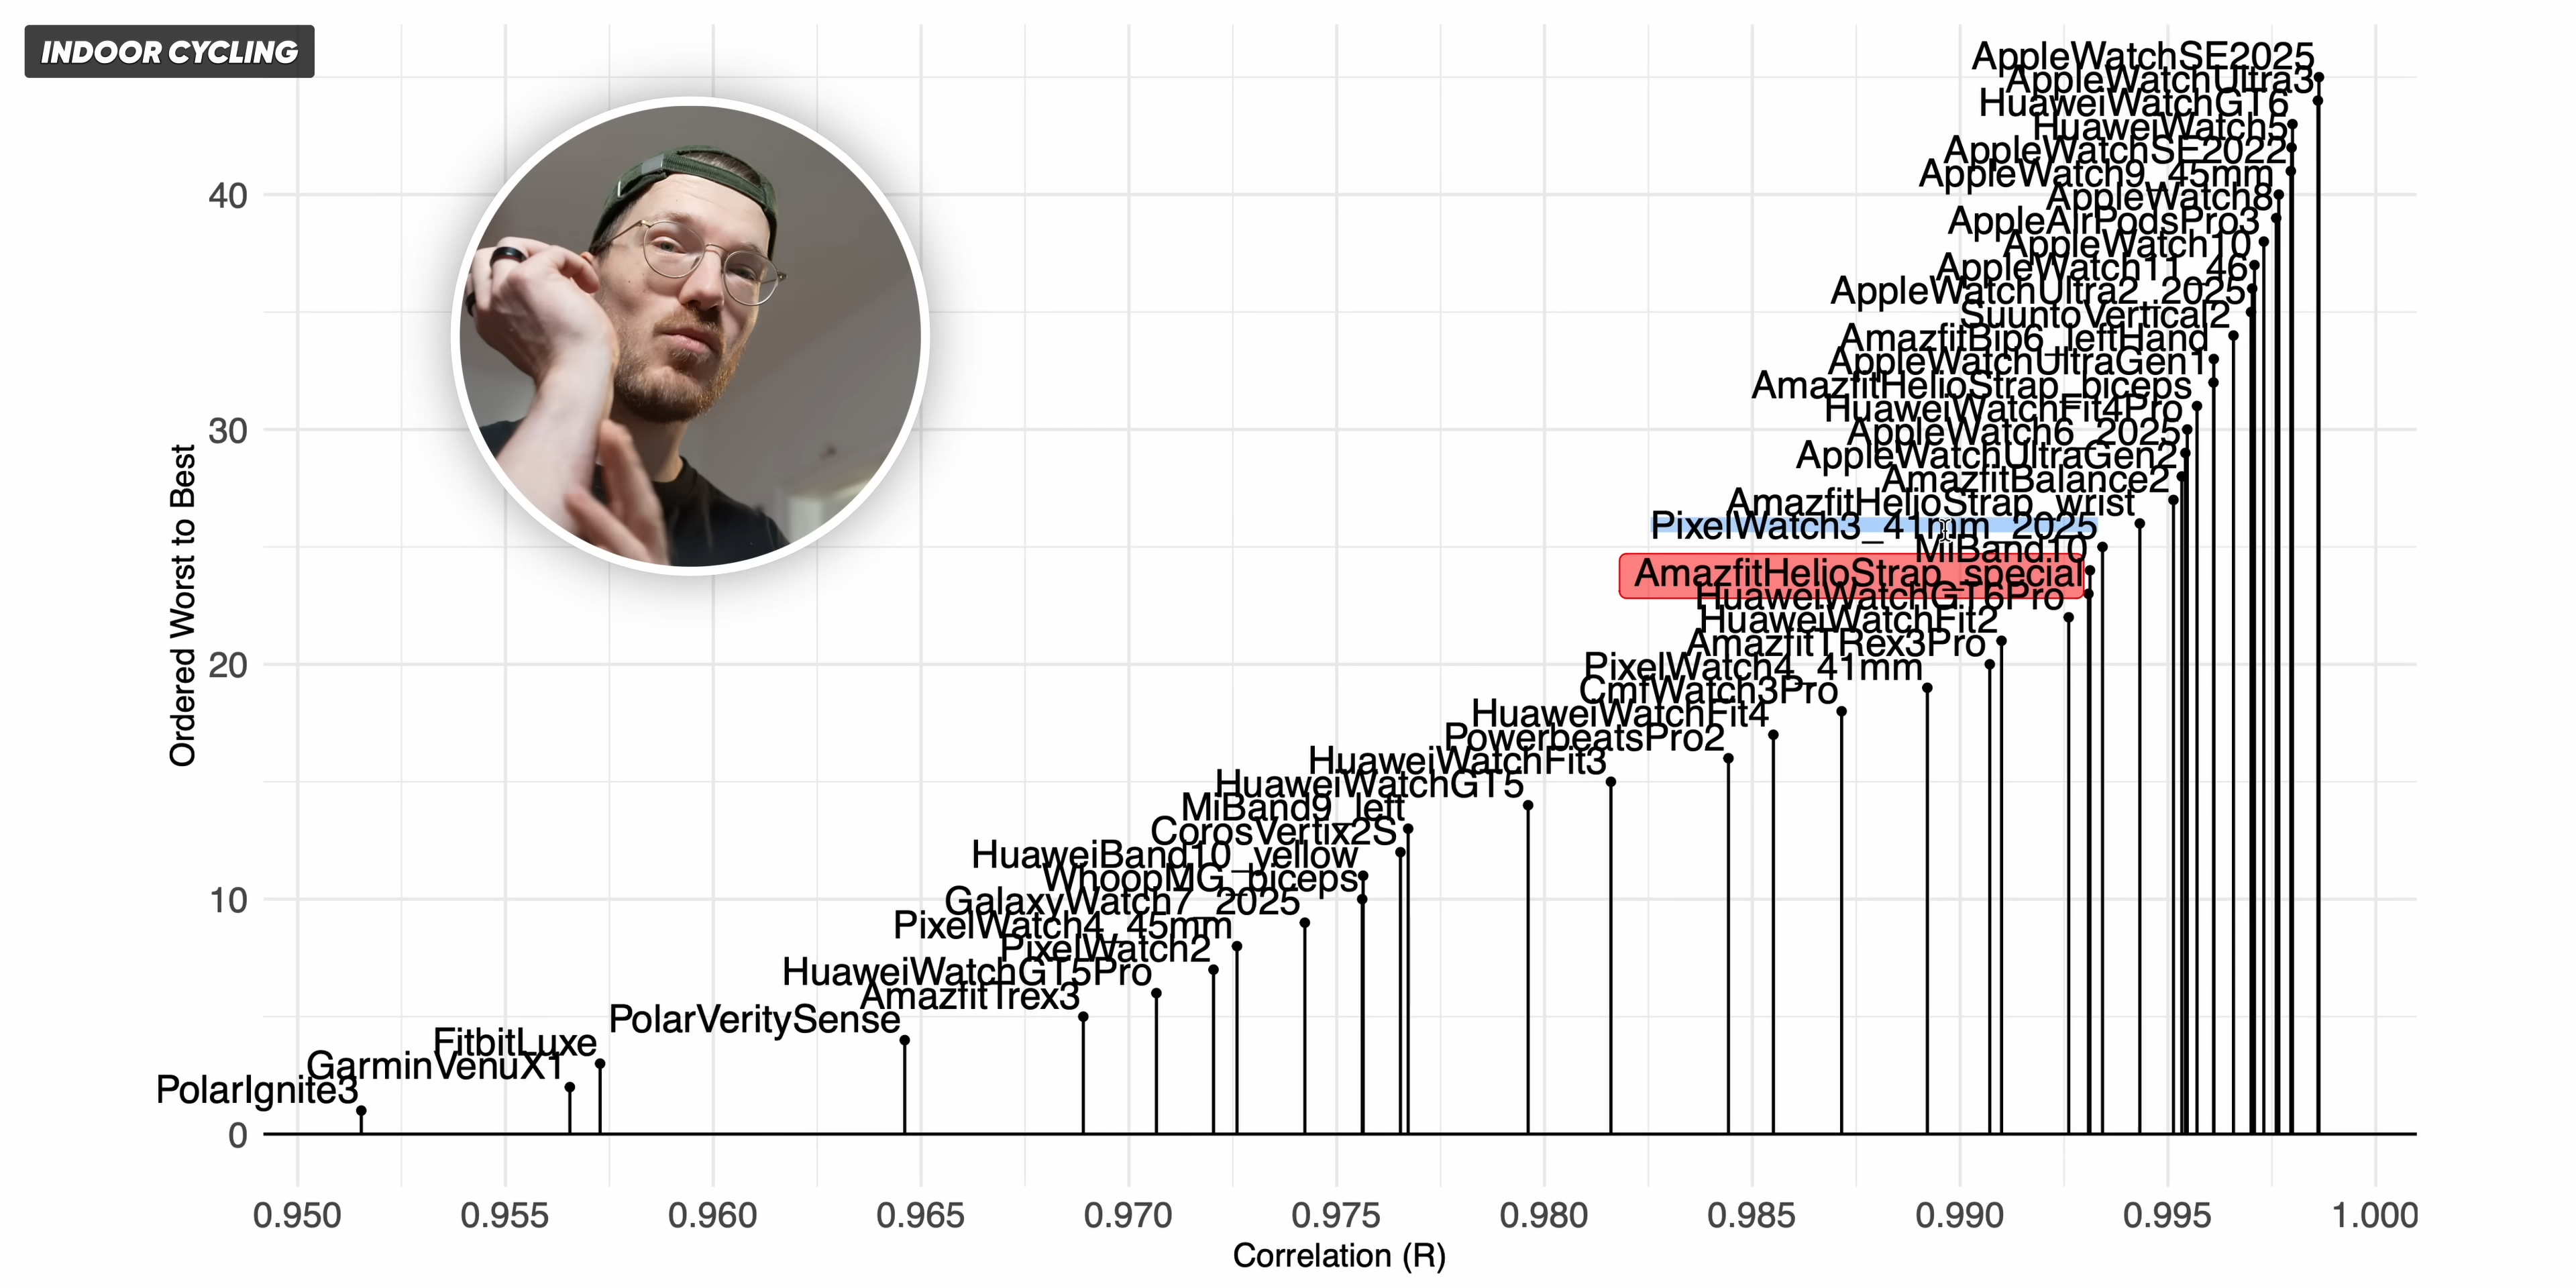 INDOOR CYCLING
AppleWatchSE2025
AppleWatchUltra3
HuaweiWatchGT6
HuaweiWatch5
AppleWatchSE2022
AppleWatch9_45mm
AppleWatch8
AppleAirPodsPro3
AppleWatch10
AppleWatch11_46
AppleWatchUltra2_2025
SuuntoVertical2
AmazfitBip6_leftHand
AppleWatchUltraGen1
AmazfitHelioStrap_biceps
HuaweiWatchFit4Pro
AppleWatch6_2025
AppleWatchUltraGen2
AmazfitBalance2
AmazfitHelioStrap_wrist
PixelWatch3_41mm_2025
MiBand10
AmazfitHelioStrap_special
HuaweiWatchGT6Pro
HuaweiWatchFit2
AmazfitTRex3Pro
PixelWatch4_41mm
CmfWatch3Pro
HuaweiWatchFit4
PowerbeatsPro2
HuaweiWatchFit3
HuaweiWatchGT5
MiBand9_left
CorosVertix2S
HuaweiBand10_yellow
WhoopMG_biceps
GalaxyWatch7_2025
PixelWatch4_45mm
PixelWatch2
HuaweiWatchGT5Pro
AmazfitTrex3
PolarVeritySense
FitbitLuxe
GarminVenuX1
PolarIgnite3
Ordered Worst to Best
40
30
20
10
0
0.950 0.955 0.960 0.965 0.970 0.975 0.980 0.985 0.990 0.995 1.000
Correlation (R)